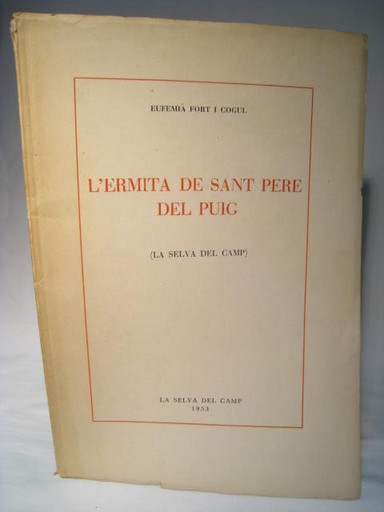 EUFEMIÀ FORT I COGUL
L'ERMITA DE SANT PERE
DEL PUIG
(LA SELVA DEL CAMP)
LA SELVA DEL CAMP
1953